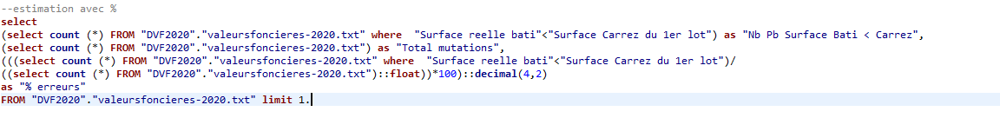 --estimation avec %
select
(select count (*) FROM "DVF2020"."valeursfoncieres-2020.txt" where  "Surface reelle bati"<"Surface Carrez du 1er lot") as "Nb Pb Surface Bati < Carrez",
(select count (*) FROM "DVF2020"."valeursfoncieres-2020.txt") as "Total mutations",
(((select count (*) FROM "DVF2020"."valeursfoncieres-2020.txt" where  "Surface reelle bati"<"Surface Carrez du 1er lot")/
((select count (*) FROM "DVF2020"."valeursfoncieres-2020.txt")::float))*100)::decimal(4,2)
as "% erreurs"
FROM "DVF2020"."valeursfoncieres-2020.txt" limit 1.